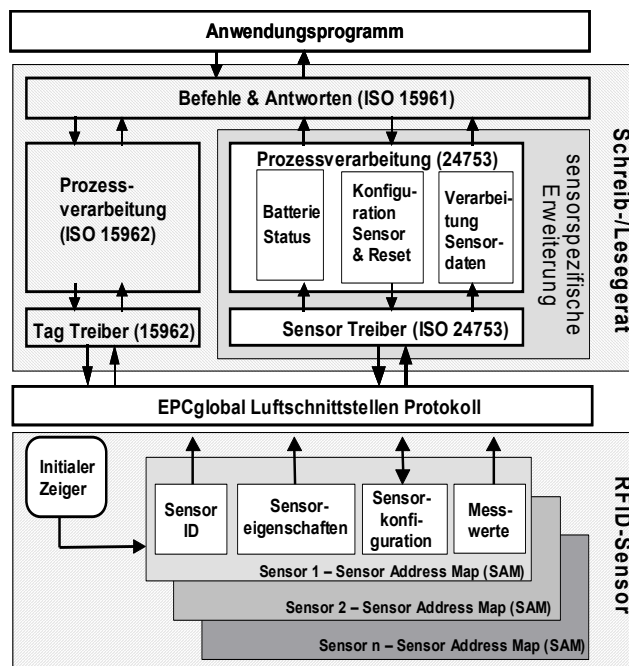 Anwendungsprogramm
Befehle & Antworten (ISO 15961)
Prozess-
verarbeitung
(ISO 15962)
Prozessverarbeitung (24753)
Batterie
Status
Konfigu-
ration
Sensor
& Reset
Verarbei-
tung
Sensor-
daten
sensorspezifische
Erweiterung
Schreib-/Lesegerät
Tag Treiber (15962)
Sensor Treiber (ISO 24753)
EPCglobal Luftschnittstellen Protokoll
Initialer
Zeiger
Sensor
ID
Sensor-
eigenschaften
Sensor-
konfi-
guration
Mess-
werte
Sensor 1 – Sensor Address Map (SAM)
Sensor 2 – Sensor Address Map (SAM)
Sensor n – Sensor Address Map (SAM)
RFID-Sensor